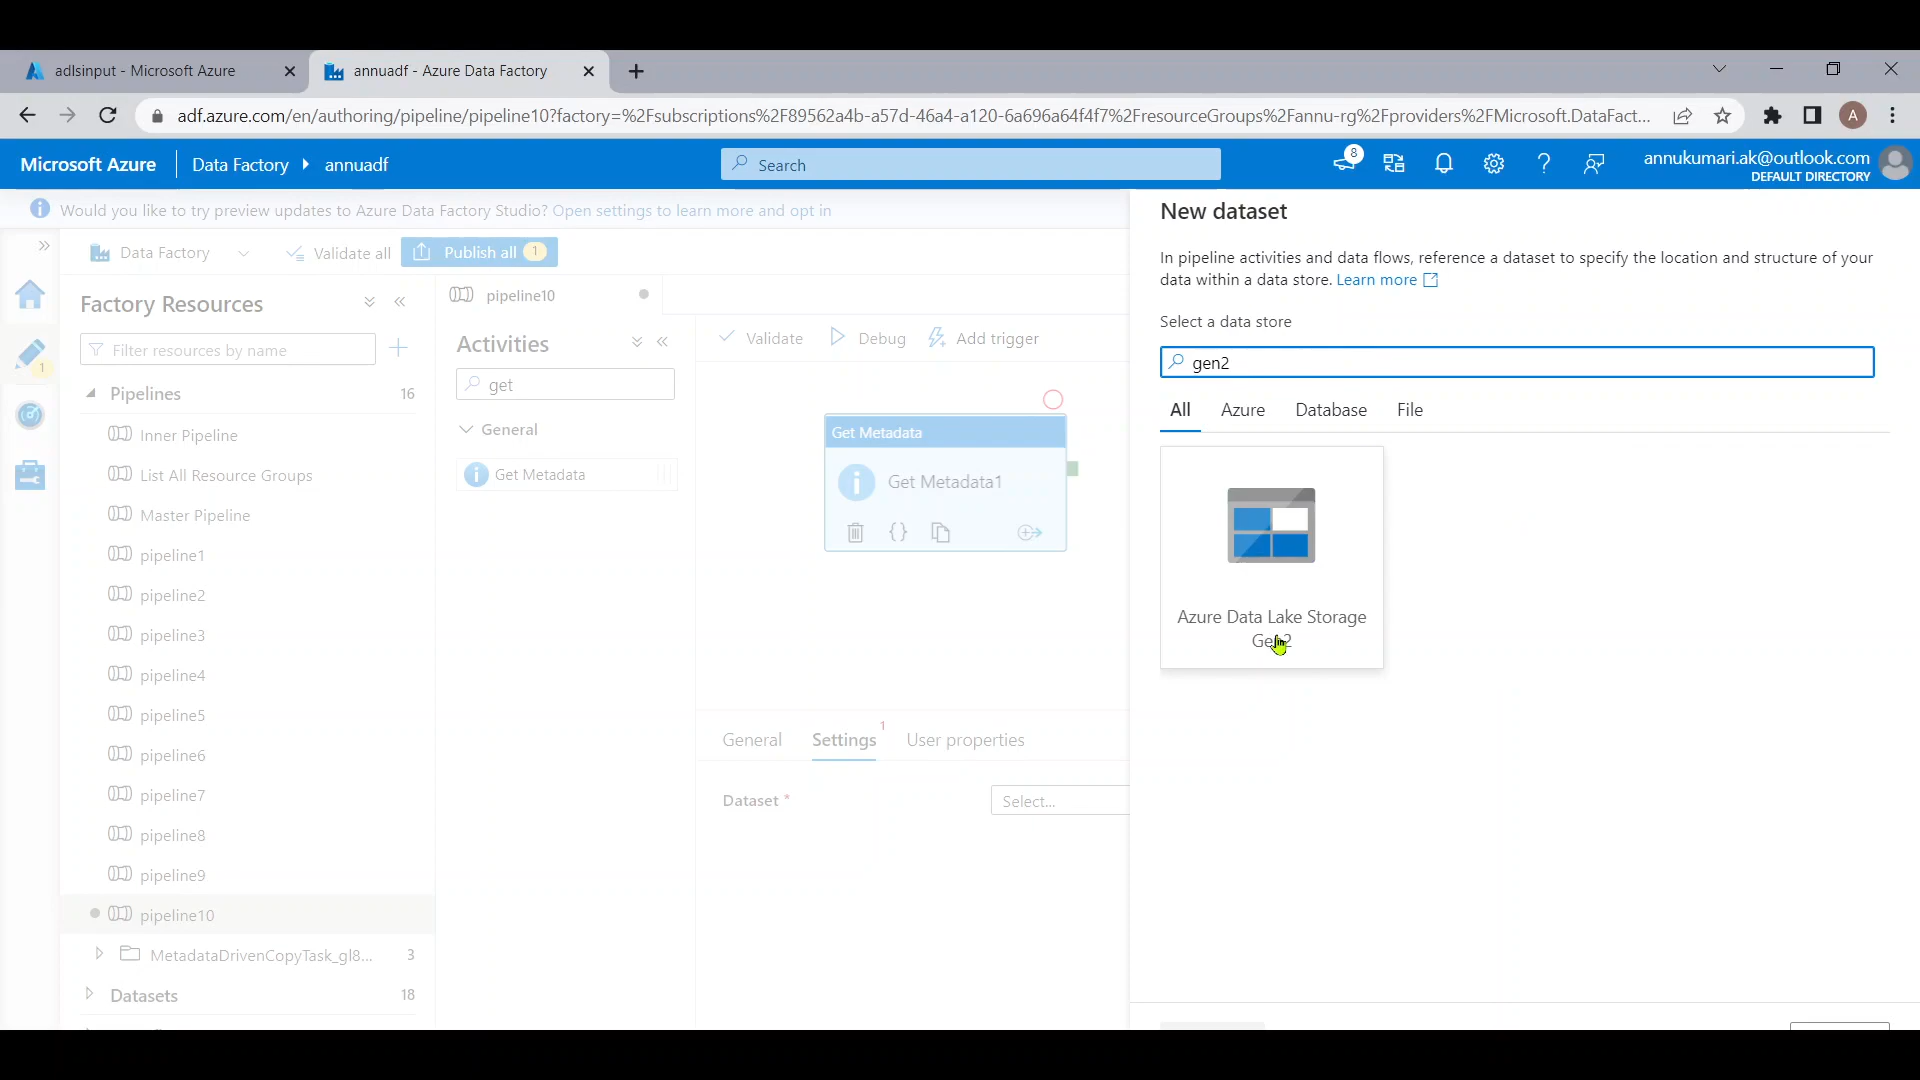 adlsinput - Microsoft Azure
annuadf - Azure Data Factory
adf.azure.com/en/authoring/pipeline/pipeline10?factory=%2Fsubscriptions%2F89562a4b-a57d-46a4-a120-6a696a64f4f7%2FresourceGroups%2Fannu-rg%2Fproviders%2FMicrosoft.DataFact...
A
Microsoft Azure
Data Factory
annuadf
Search
8
annukumari.ak@outlook.com
DEFAULT DIRECTORY
Would you like to try preview updates to Azure Data Factory Studio? Open settings to learn more and opt in
Data Factory
Validate all
Publish all 1
1
Factory Resources
Filter resources by name
Pipelines 16
Inner Pipeline
List All Resource Groups
Master Pipeline
pipeline1
pipeline2
pipeline3
pipeline4
pipeline5
pipeline6
pipeline7
pipeline8
pipeline9
pipeline10
MetadataDrivenCopyTask_gl8... 3
Datasets 18
pipeline10
Activities
get
General
Get Metadata
Validate
Debug
Add trigger
Get Metadata
Get Metadata1
General
Settings 1
User properties
Dataset *
Select...
New dataset
In pipeline activities and data flows, reference a dataset to specify the location and structure of your
data within a data store. Learn more
Select a data store
gen2
All
Azure
Database
File
Azure Data Lake Storage
Gen2